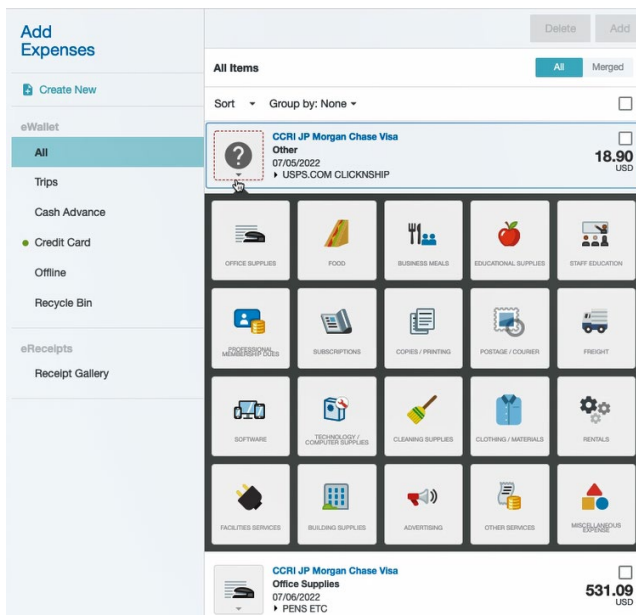 Add
Expenses
Create New
eWallet
All
Trips
Cash Advance
Credit Card
Offline
Recycle Bin
eReceipts
Receipt Gallery
Delete
Add
All Items
All
Merged
Sort
Group by: None
CCRI JP Morgan Chase Visa
Other
07/05/2022
USPS.COM CLICKNSHIP
18.90
USD
OFFICE SUPPLIES
FOOD
BUSINESS MEALS
EDUCATIONAL SUPPLIES
STAFF EDUCATION
PROFESSIONAL
MEMBERSHIP DUES
SUBSCRIPTIONS
COPIES / PRINTING
POSTAGE / COURIER
FREIGHT
SOFTWARE
TECHNOLOGY /
COMPUTER SUPPLIES
CLEANING SUPPLIES
CLOTHING / MATERIALS
RENTALS
FACILITIES SERVICES
BUILDING SUPPLIES
ADVERTISING
OTHER SERVICES
MISCELLANEOUS
EXPENSE
CCRI JP Morgan Chase Visa
Office Supplies
07/06/2022
PENS ETC
531.09
USD